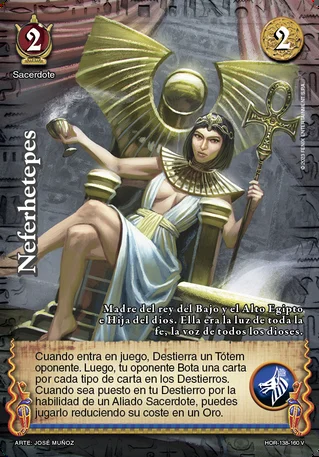 2
2
Sacerdote
Neferhetepes
Madre del rey del Bajo y el Alto Egipto
e Hija del dios. Ella era la luz de toda la
fe, la voz de todos los dioses.
Cuando entra en juego, Destierra un Tótem
oponente. Luego, tu oponente Bota una carta
por cada tipo de carta en los Destierros.
Cuando sea puesto en tu Destierro por la
habilidad de un Aliado Sacerdote, puedes
jugarlo reduciendo su coste en un Oro.
ARTE: JOSÉ MUÑOZ
HOR-138-160 V